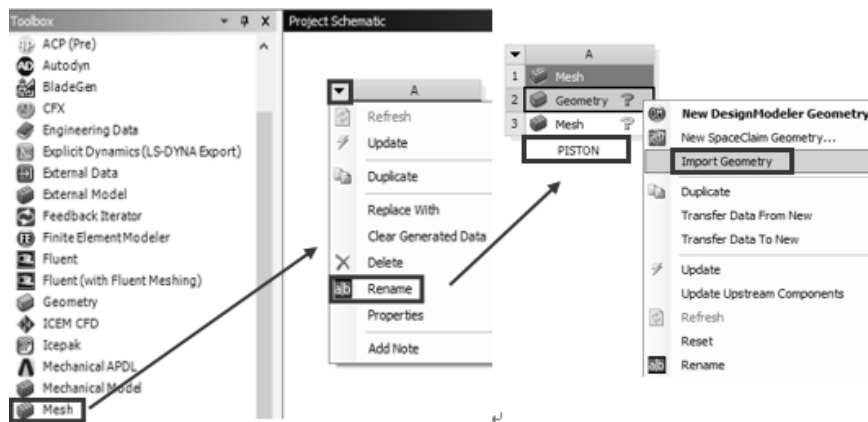 Toolbox
ACP (Pre)
Autodyn
BladeGen
CFX
Engineering Data
Explicit Dynamics (LS-DYNA Export)
External Data
External Model
Feedback Iterator
Finite Element Modeler
Fluent
Fluent (with Fluent Meshing)
Geometry
ICEM CFD
Icepak
Mechanical APDL
Mechanical Model
Mesh
Project Schematic
A
Refresh
Update
Duplicate
Replace With
Clear Generated Data
Delete
Rename
Properties
Add Note
A
1 Mesh
2 Geometry ?
3 Mesh ?
PISTON
New DesignModeler Geometry
New SpaceClaim Geometry...
Import Geometry
Duplicate
Transfer Data From New
Transfer Data To New
Update
Update Upstream Components
Refresh
Reset
Rename